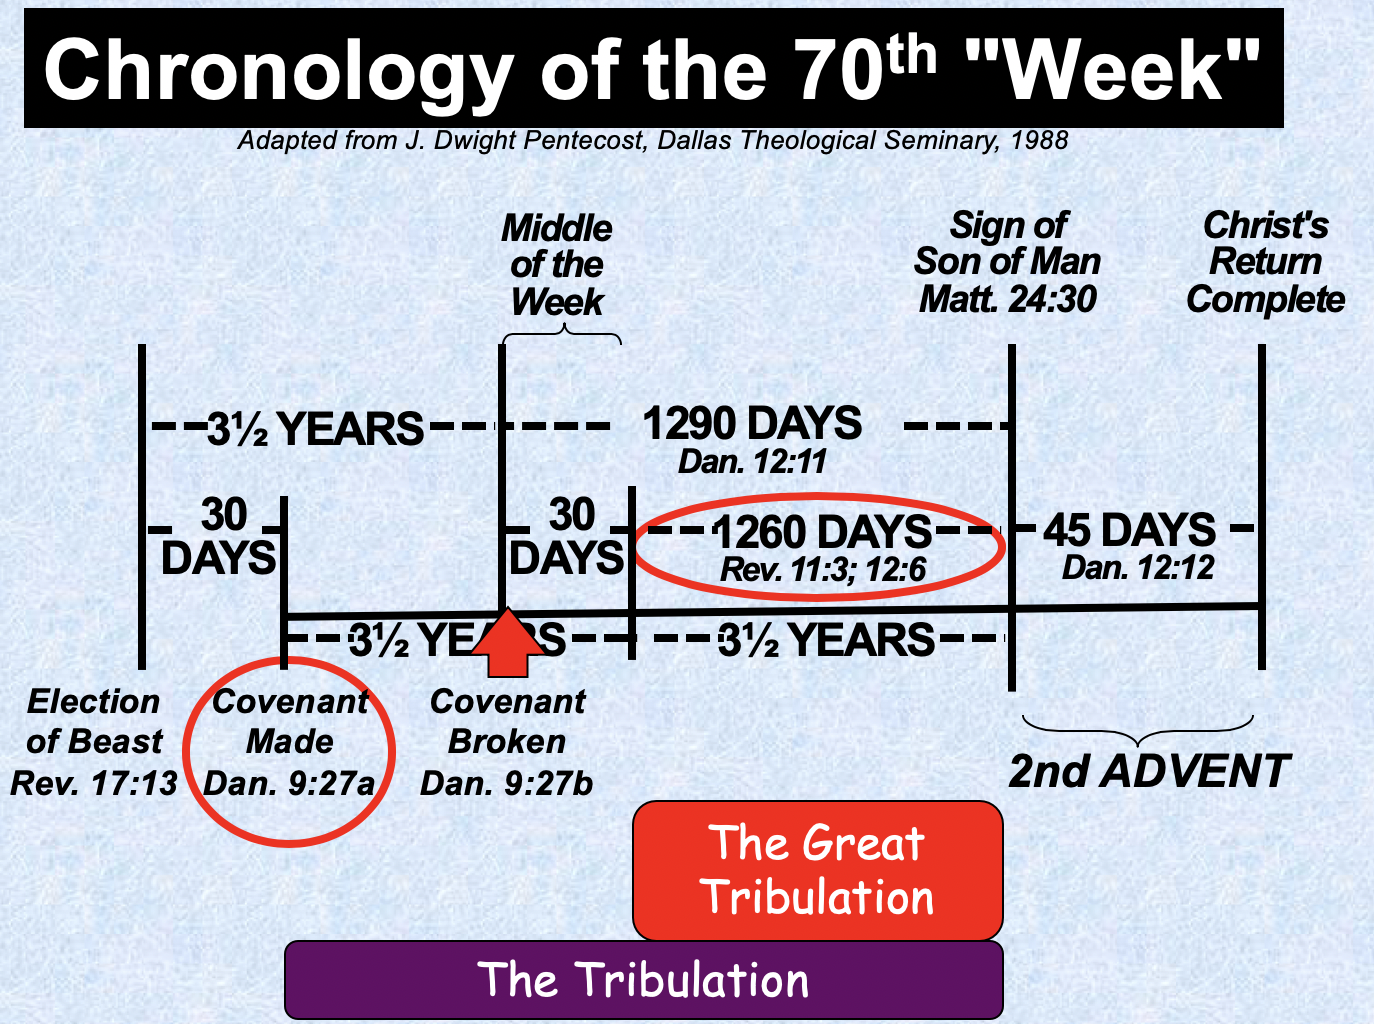 Chronology of the 70th "Week"
Adapted from J. Dwight Pentecost, Dallas Theological Seminary, 1988
Middle
of the
Week
Sign of
Son of Man
Matt. 24:30
Christ's
Return
Complete
3½ YEARS
1290 DAYS
Dan. 12:11
30
DAYS
30
DAYS
1260 DAYS
Rev. 11:3; 12:6
45 DAYS
Dan. 12:12
3½ YEARS
3½ YEARS
Election
of Beast
Rev. 17:13
Covenant
Made
Dan. 9:27a
Covenant
Broken
Dan. 9:27b
2nd ADVENT
The Great
Tribulation
The Tribulation